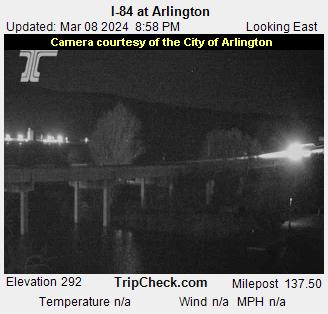 I-84 at Arlington
Updated: Mar 08 2024 8:58 PM Looking East
Camera courtesy of the City of Arlington
Elevation 292 TripCheck.com Milepost 137.50
Temperature n/a Wind n/a MPH n/a